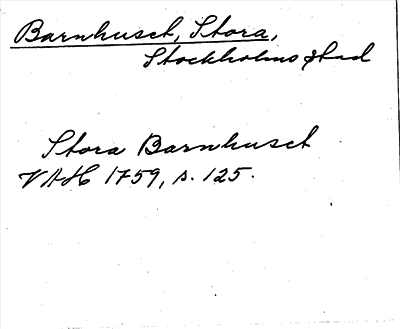 Barnhuset, Stora,
Stockholms stad
Stora Barnhuset
VAH 1759, s. 125.